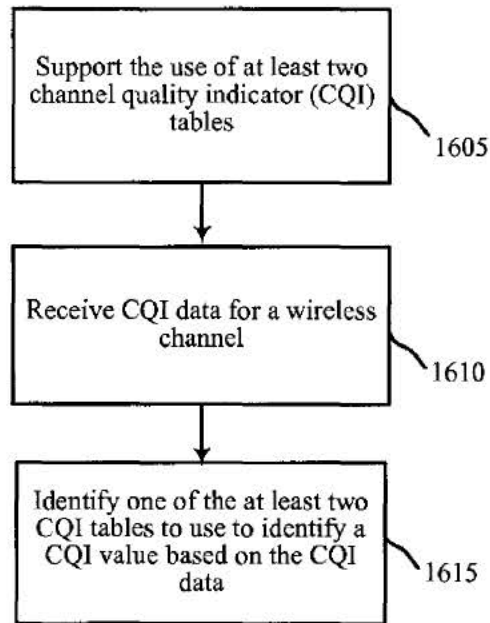 Support the use of at least two
channel quality indicator (CQI)
tables
1605
Receive CQI data for a wireless
channel
1610
Identify one of the at least two
CQI tables to use to identify a
CQI value based on the CQI
data
1615